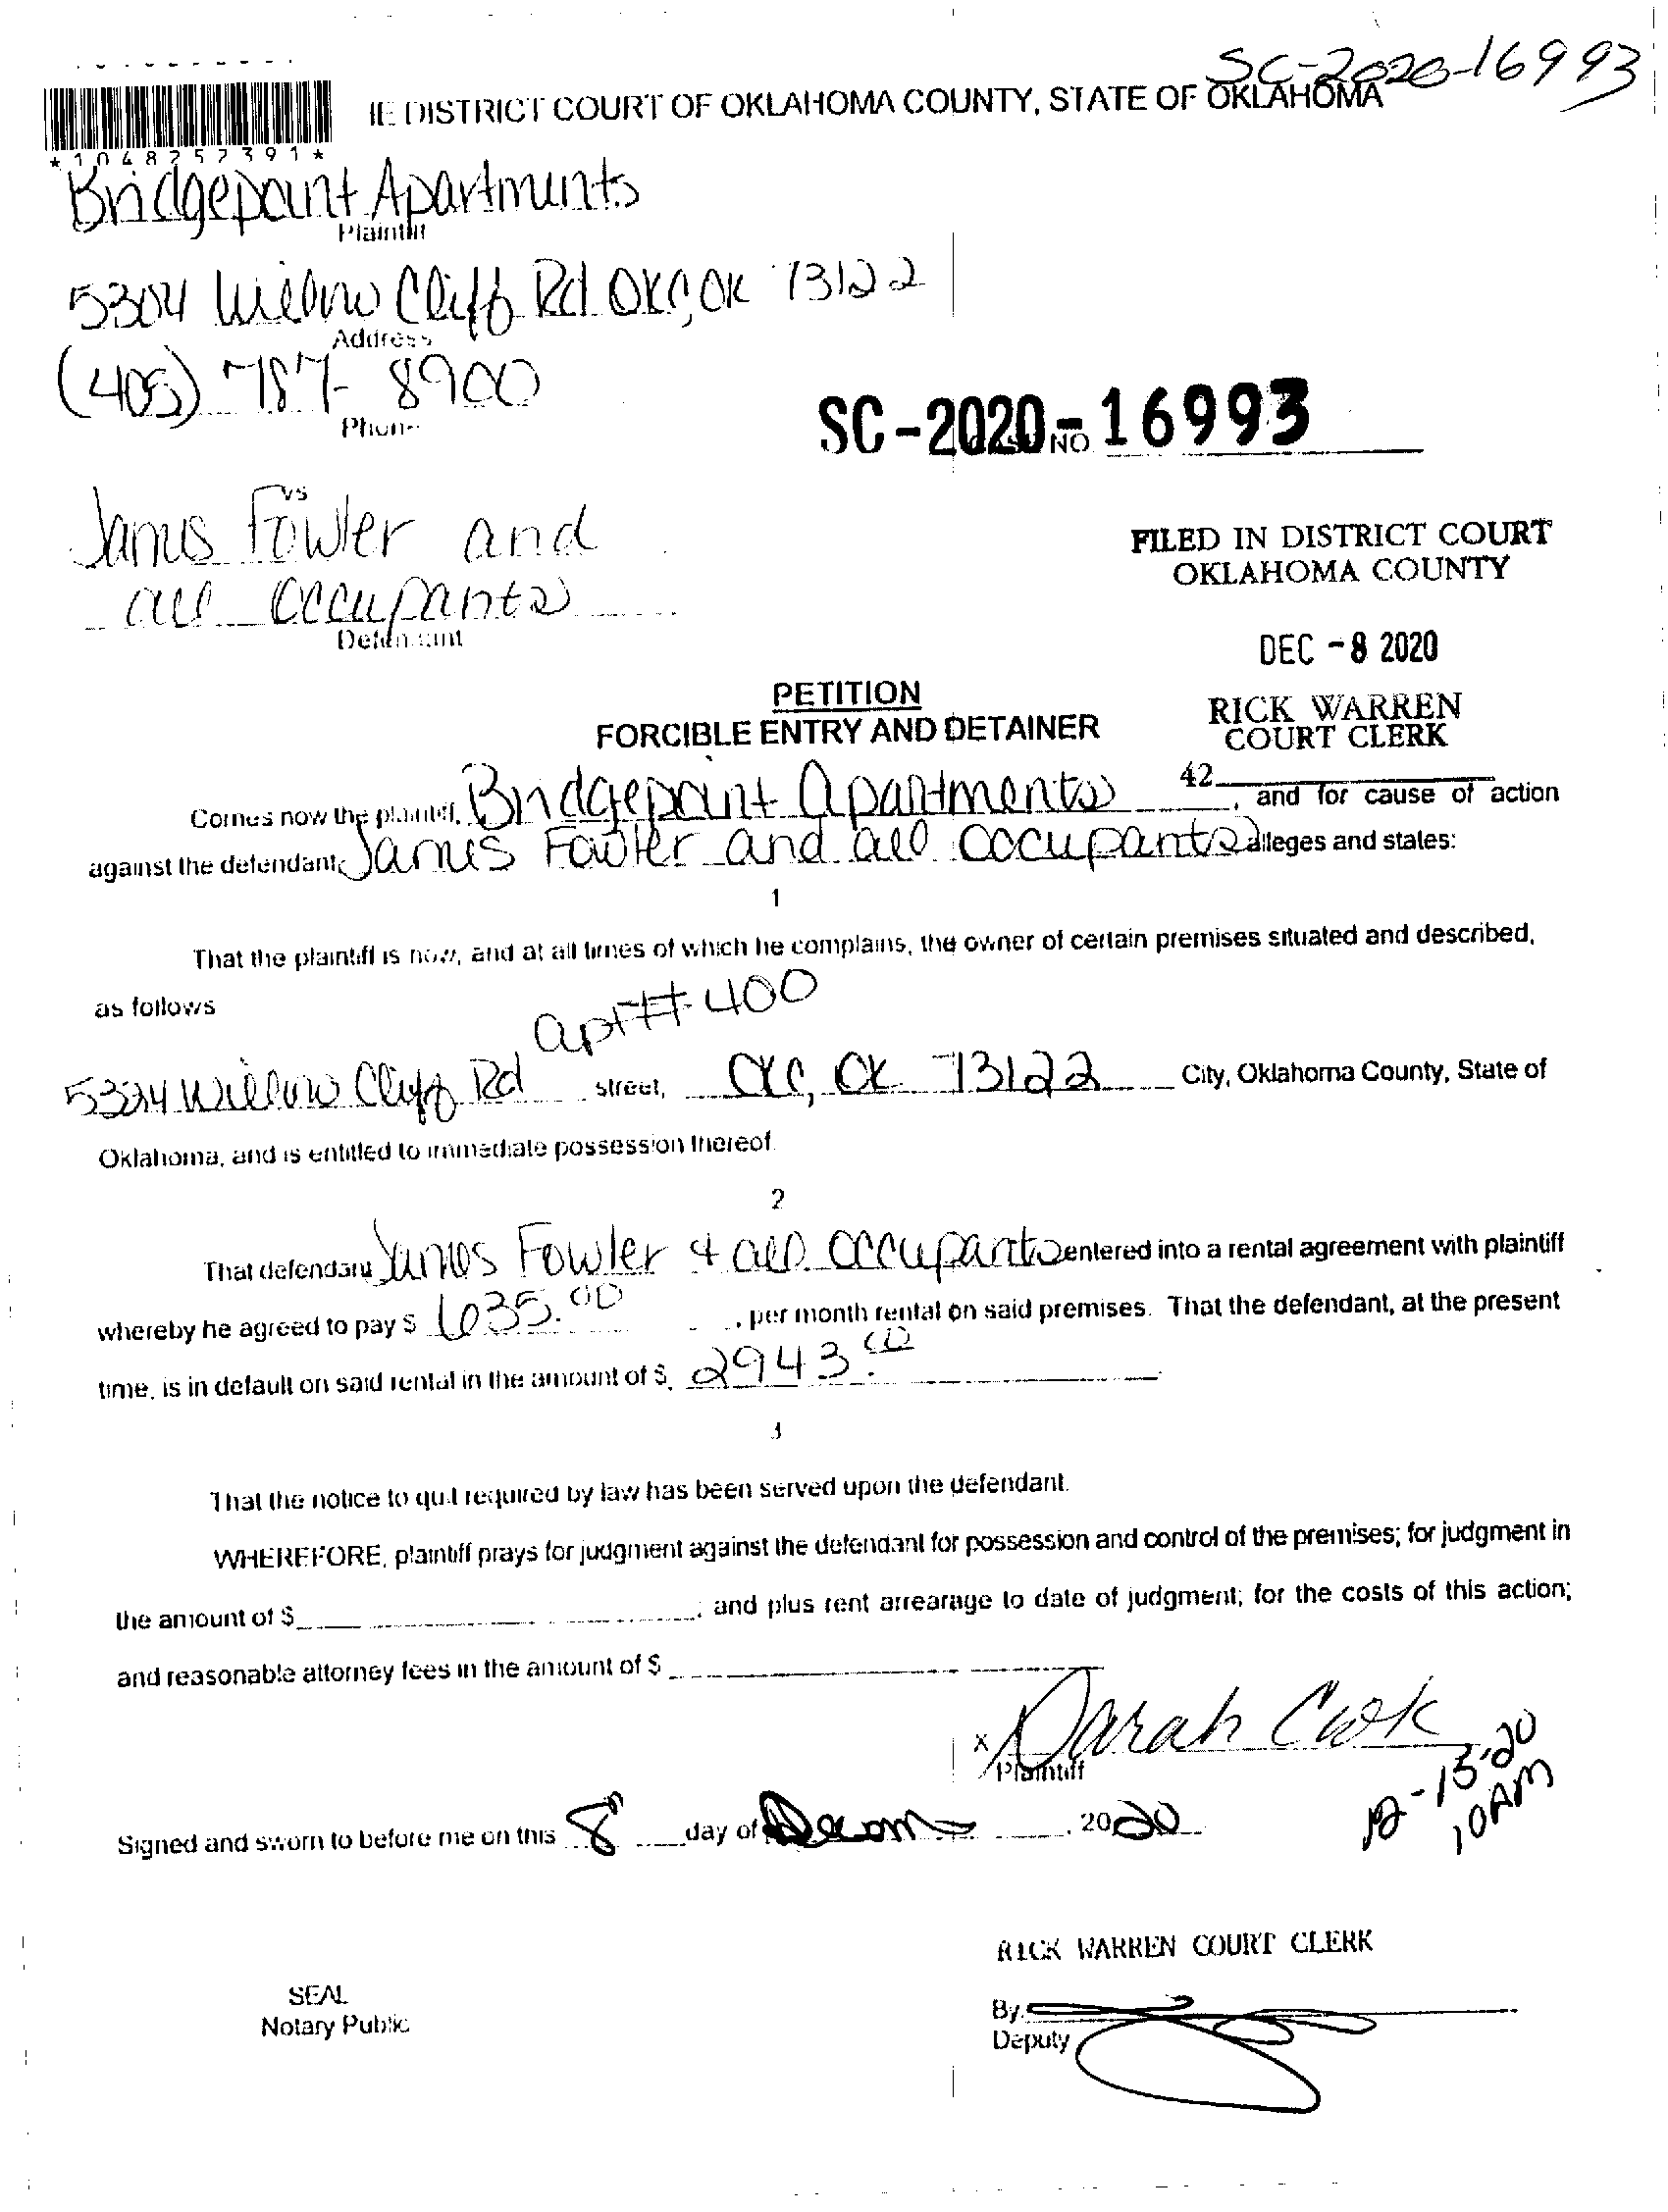 SC-2020-16993
IE DISTRICT COURT OF OKLAHOMA COUNTY, STATE OF OKLAHOMA
*1048257391*
Bridgepoint Apartments
Plaintiff
5304 Willow Cliff Rd OKC, OK 73122
Address
(405) 787-8900
Phone
SC-2020-16993
CASE NO.
vs
James Fowler and
all occupants
Defendant
FILED IN DISTRICT COURT
OKLAHOMA COUNTY
DEC -8 2020
RICK WARREN
COURT CLERK
42
PETITION
FORCIBLE ENTRY AND DETAINER
Comes now the plaintiff, Bridgepoint Apartments, and for cause of action
against the defendant, James Fowler and all occupants alleges and states:
1
That the plaintiff is now, and at all times of which he complains, the owner of certain premises situated and described,
as follows
apt# 400
Willow Cliff Rd street, OKC, OK 73122 City, Oklahoma County, State of
Oklahoma, and is entitled to immediate possession thereof.
2
That defendant James Fowler & all occupants entered into a rental agreement with plaintiff
whereby he agreed to pay $ 635.00, per month rental on said premises. That the defendant, at the present
time, is in default on said rental in the amount of $ 2943.00.
3
That the notice to quit required by law has been served upon the defendant.
WHEREFORE, plaintiff prays for judgment against the defendant for possession and control of the premises; for judgment in
the amount of $ ; and plus rent arrearage to date of judgment; for the costs of this action;
and reasonable attorney fees in the amount of $
x Sarah Cook
Plaintiff
12-15-20
10AM
Signed and sworn to before me on this 8 day of Decem, 2020
RICK WARREN COURT CLERK
SEAL
Notary Public
By:
Deputy